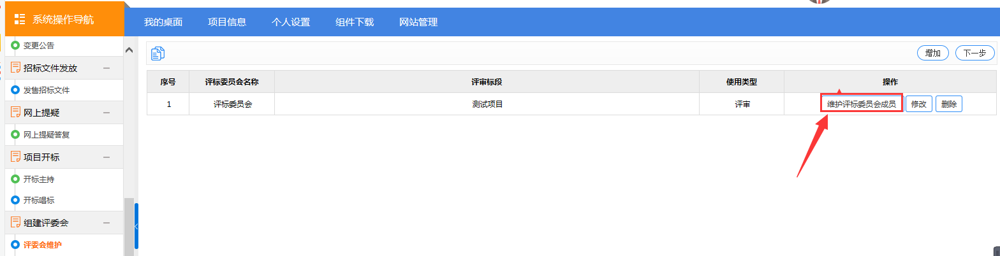 系统操作导航
我的桌面 项目信息 个人设置 组件下载 网站管理
变更公告
招标文件发放
发售招标文件
网上提疑
网上提疑答复
项目开标
开标主持
开标唱标
组建评委会
评委会维护
增加 下一步
序号 评标委员会名称 评审标段 使用类型 操作
1 评标委员会 测试项目 评审 维护评标委员会成员 修改 删除